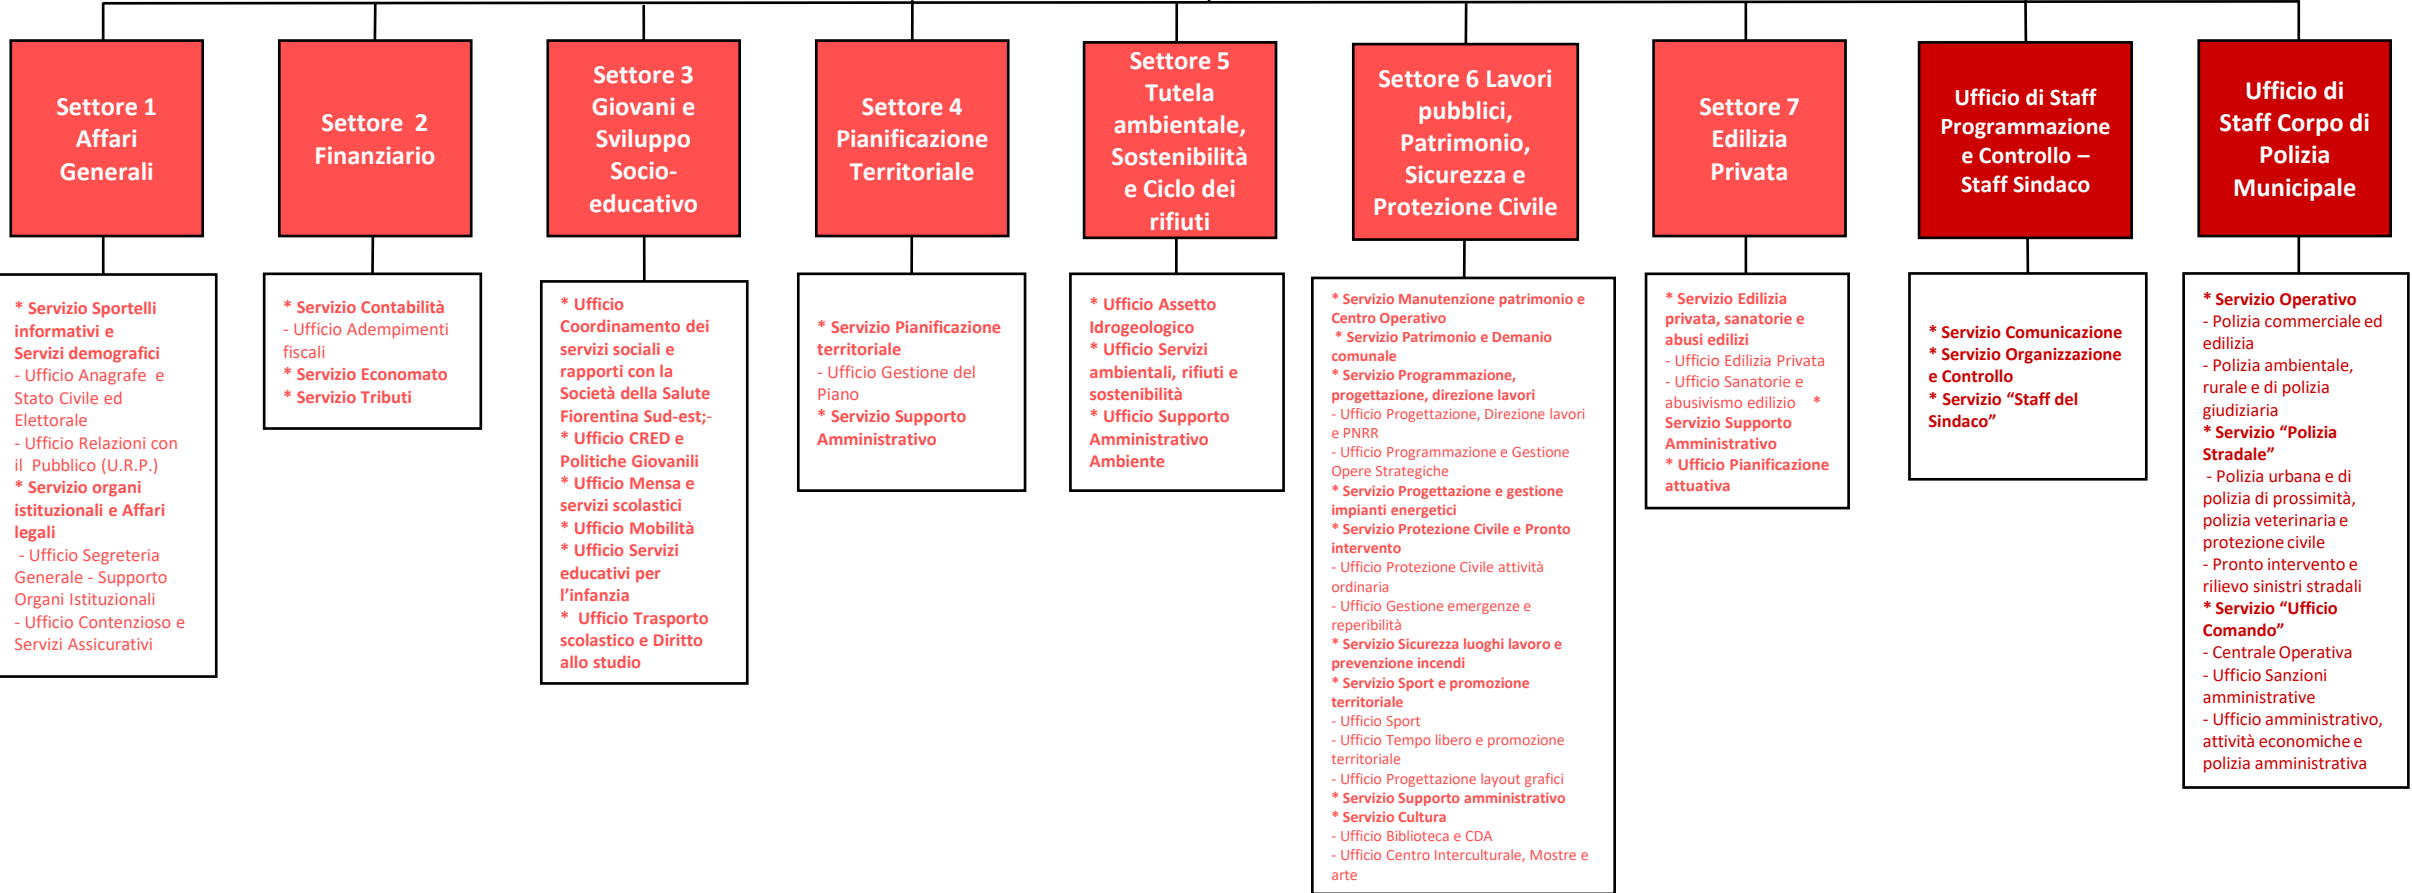 Settore 1
Affari
Generali
Settore 2
Finanziario
Settore 3
Giovani e
Sviluppo
Socio-
educativo
Settore 4
Pianificazione
Territoriale
Settore 5
Tutela
ambientale,
Sostenibilità
e Ciclo dei
rifiuti
Settore 6 Lavori
pubblici,
Patrimonio,
Sicurezza e
Protezione Civile
Settore 7
Edilizia
Privata
Ufficio di Staff
Programmazione
e Controllo –
Staff Sindaco
Ufficio di
Staff Corpo di
Polizia
Municipale
* Servizio Sportelli
informativi e
Servizi demografici
- Ufficio Anagrafe e
Stato Civile ed
Elettorale
- Ufficio Relazioni con
il Pubblico (U.R.P.)
* Servizio organi
istituzionali e Affari
legali
- Ufficio Segreteria
Generale - Supporto
Organi Istituzionali
- Ufficio Contenzioso e
Servizi Assicurativi
* Servizio Contabilità
- Ufficio Adempimenti
fiscali
* Servizio Economato
* Servizio Tributi
* Ufficio
Coordinamento dei
servizi sociali e
rapporti con la
Società della Salute
Fiorentina Sud-est;-
* Ufficio CRED e
Politiche Giovanili
* Ufficio Mensa e
servizi scolastici
* Ufficio Mobilità
* Ufficio Servizi
educativi per
l’infanzia
* Ufficio Trasporto
scolastico e Diritto
allo studio
* Servizio Pianificazione
territoriale
- Ufficio Gestione del
Piano
* Servizio Supporto
Amministrativo
* Ufficio Assetto
Idrogeologico
* Ufficio Servizi
ambientali, rifiuti e
sostenibilità
* Ufficio Supporto
Amministrativo
Ambiente
* Servizio Manutenzione patrimonio e
Centro Operativo
* Servizio Patrimonio e Demanio
comunale
* Servizio Programmazione,
progettazione, direzione lavori
- Ufficio Progettazione, Direzione lavori
e PNRR
- Ufficio Programmazione e Gestione
Opere Strategiche
* Servizio Progettazione e gestione
impianti energetici
* Servizio Protezione Civile e Pronto
intervento
- Ufficio Protezione Civile attività
ordinaria
- Ufficio Gestione emergenze e
reperibilità
* Servizio Sicurezza luoghi lavoro e
prevenzione incendi
* Servizio Sport e promozione
territoriale
- Ufficio Sport
- Ufficio Tempo libero e promozione
territoriale
- Ufficio Progettazione layout grafici
* Servizio Supporto amministrativo
* Servizio Cultura
- Ufficio Biblioteca e CDA
- Ufficio Centro Interculturale, Mostre e
arte
* Servizio Edilizia
privata, sanatorie e
abusi edilizi
- Ufficio Edilizia Privata
- Ufficio Sanatorie e
abusivismo edilizio *
Servizio Supporto
Amministrativo
* Ufficio Pianificazione
attuativa
* Servizio Comunicazione
* Servizio Organizzazione
e Controllo
* Servizio “Staff del
Sindaco”
* Servizio Operativo
- Polizia commerciale ed
edilizia
- Polizia ambientale,
rurale e di polizia
giudiziaria
* Servizio “Polizia
Stradale”
- Polizia urbana e di
polizia di prossimità,
polizia veterinaria e
protezione civile
- Pronto intervento e
rilievo sinistri stradali
* Servizio “Ufficio
Comando”
- Centrale Operativa
- Ufficio Sanzioni
amministrative
- Ufficio amministrativo,
attività economiche e
polizia amministrativa